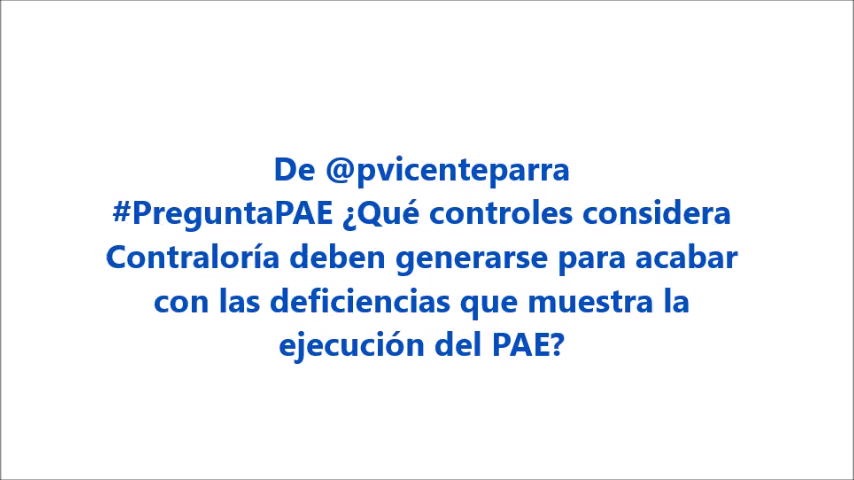 De @pvicenteparra
#PreguntaPAE ¿Qué controles considera
Contraloría deben generarse para acabar
con las deficiencias que muestra la
ejecución del PAE?